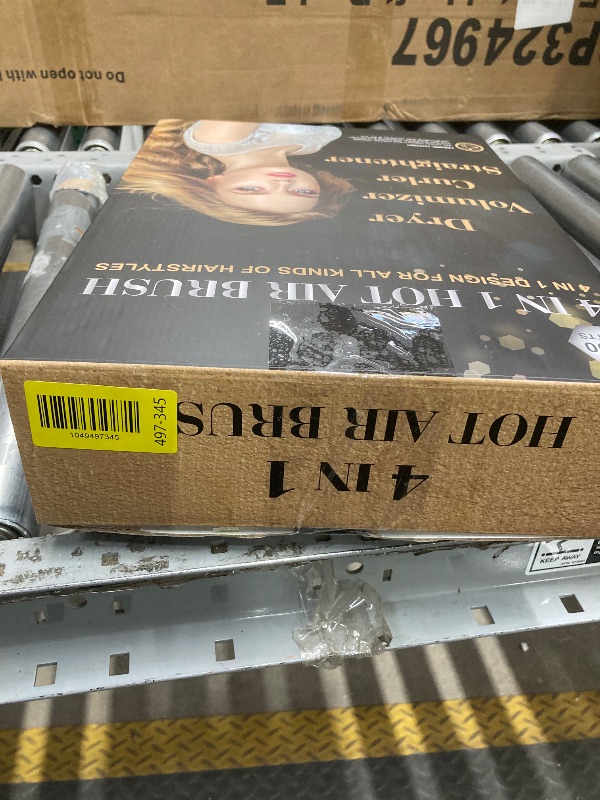 P324967
Do not open with
Dryer
Volumizer
Curler
Straightener
4 IN 1 HOT AIR BRUSH
4 IN 1 DESIGN FOR ALL KINDS OF HAIRSTYLES
4 IN 1
HOT AIR BRUS
1049497345
497-345
KEEP AWAY